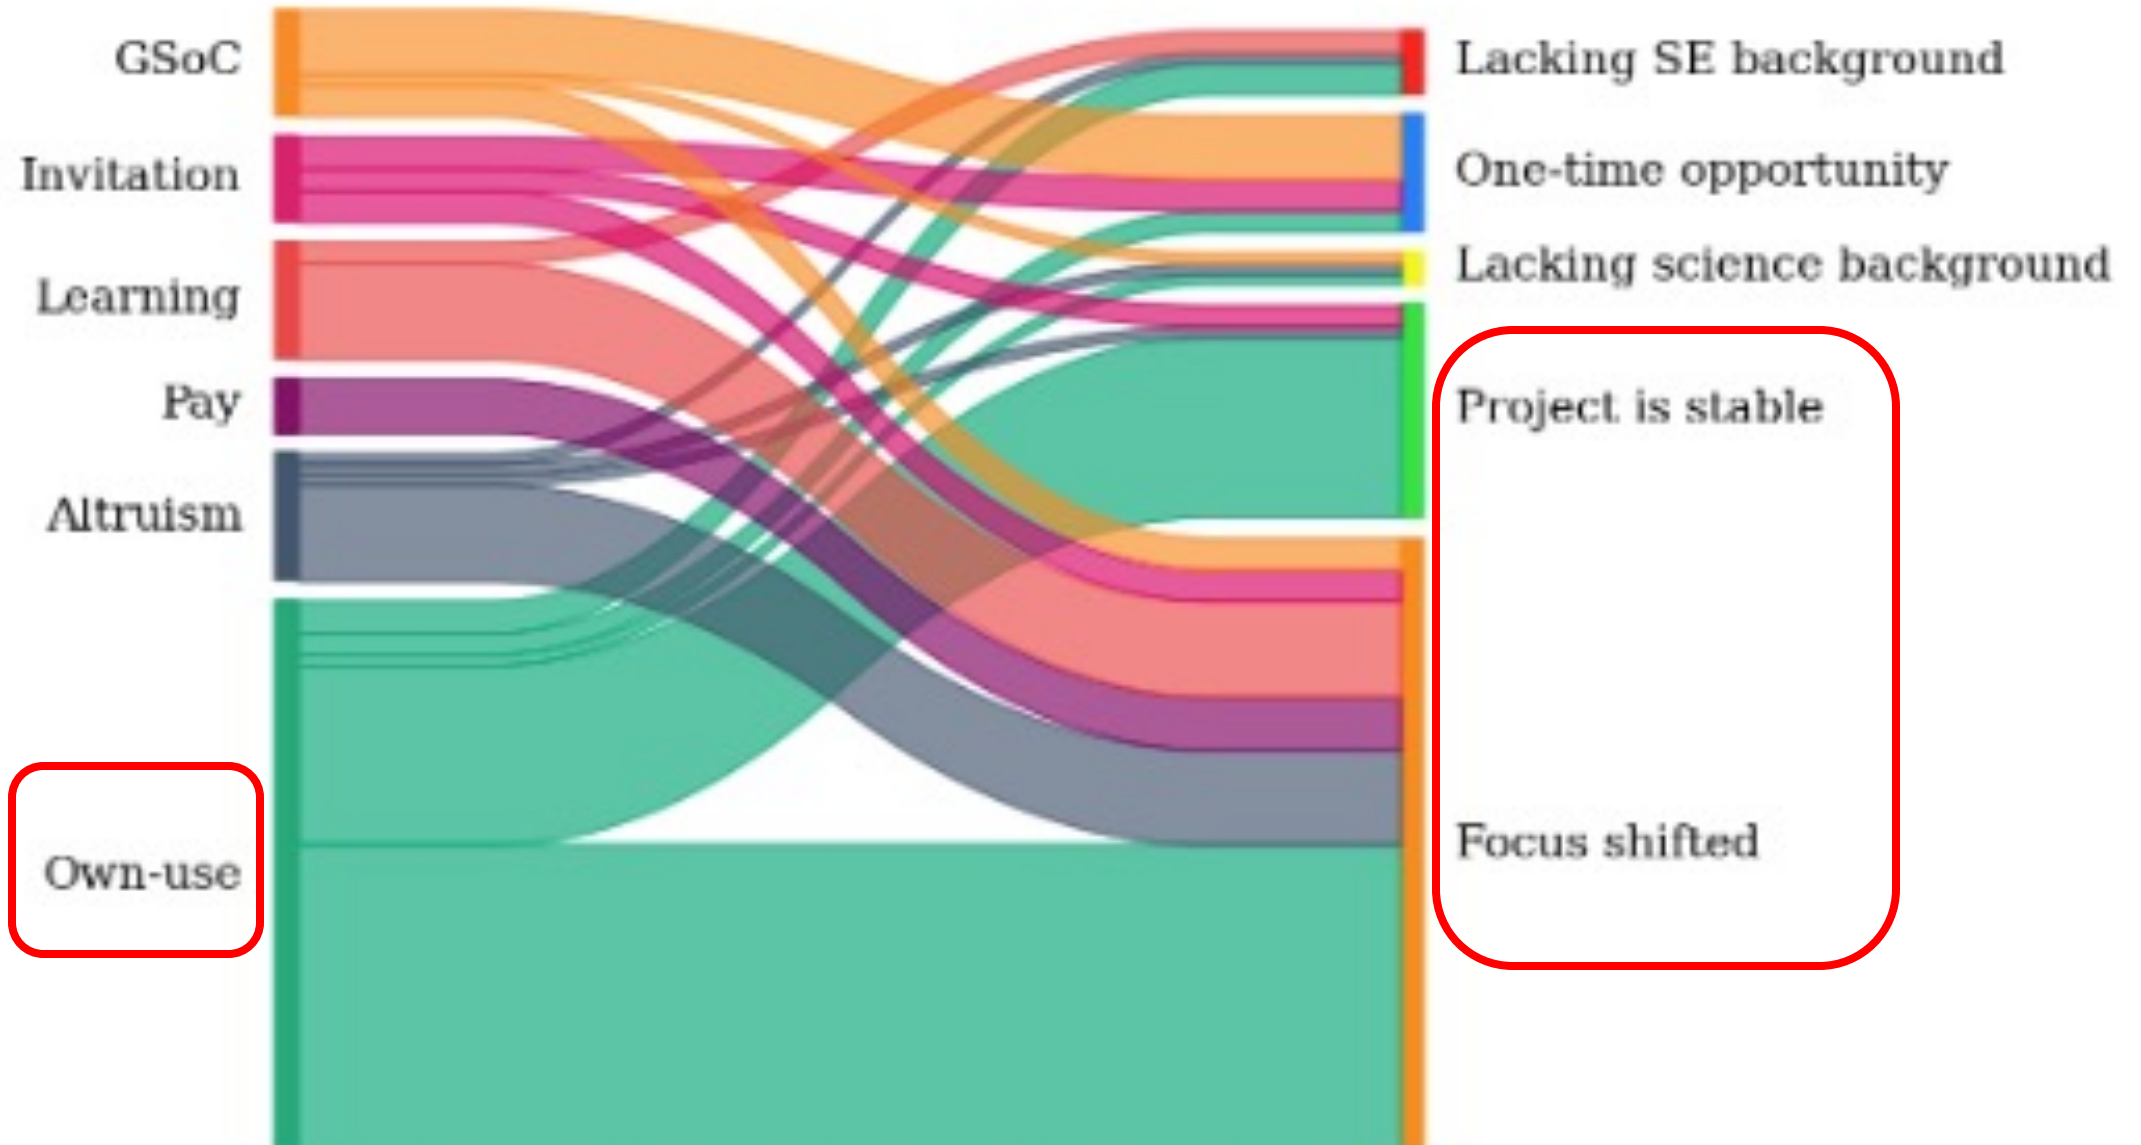 GSoC
Invitation
Learning
Pay
Altruism
Own-use
Lacking SE background
One-time opportunity
Lacking science background
Project is stable
Focus shifted